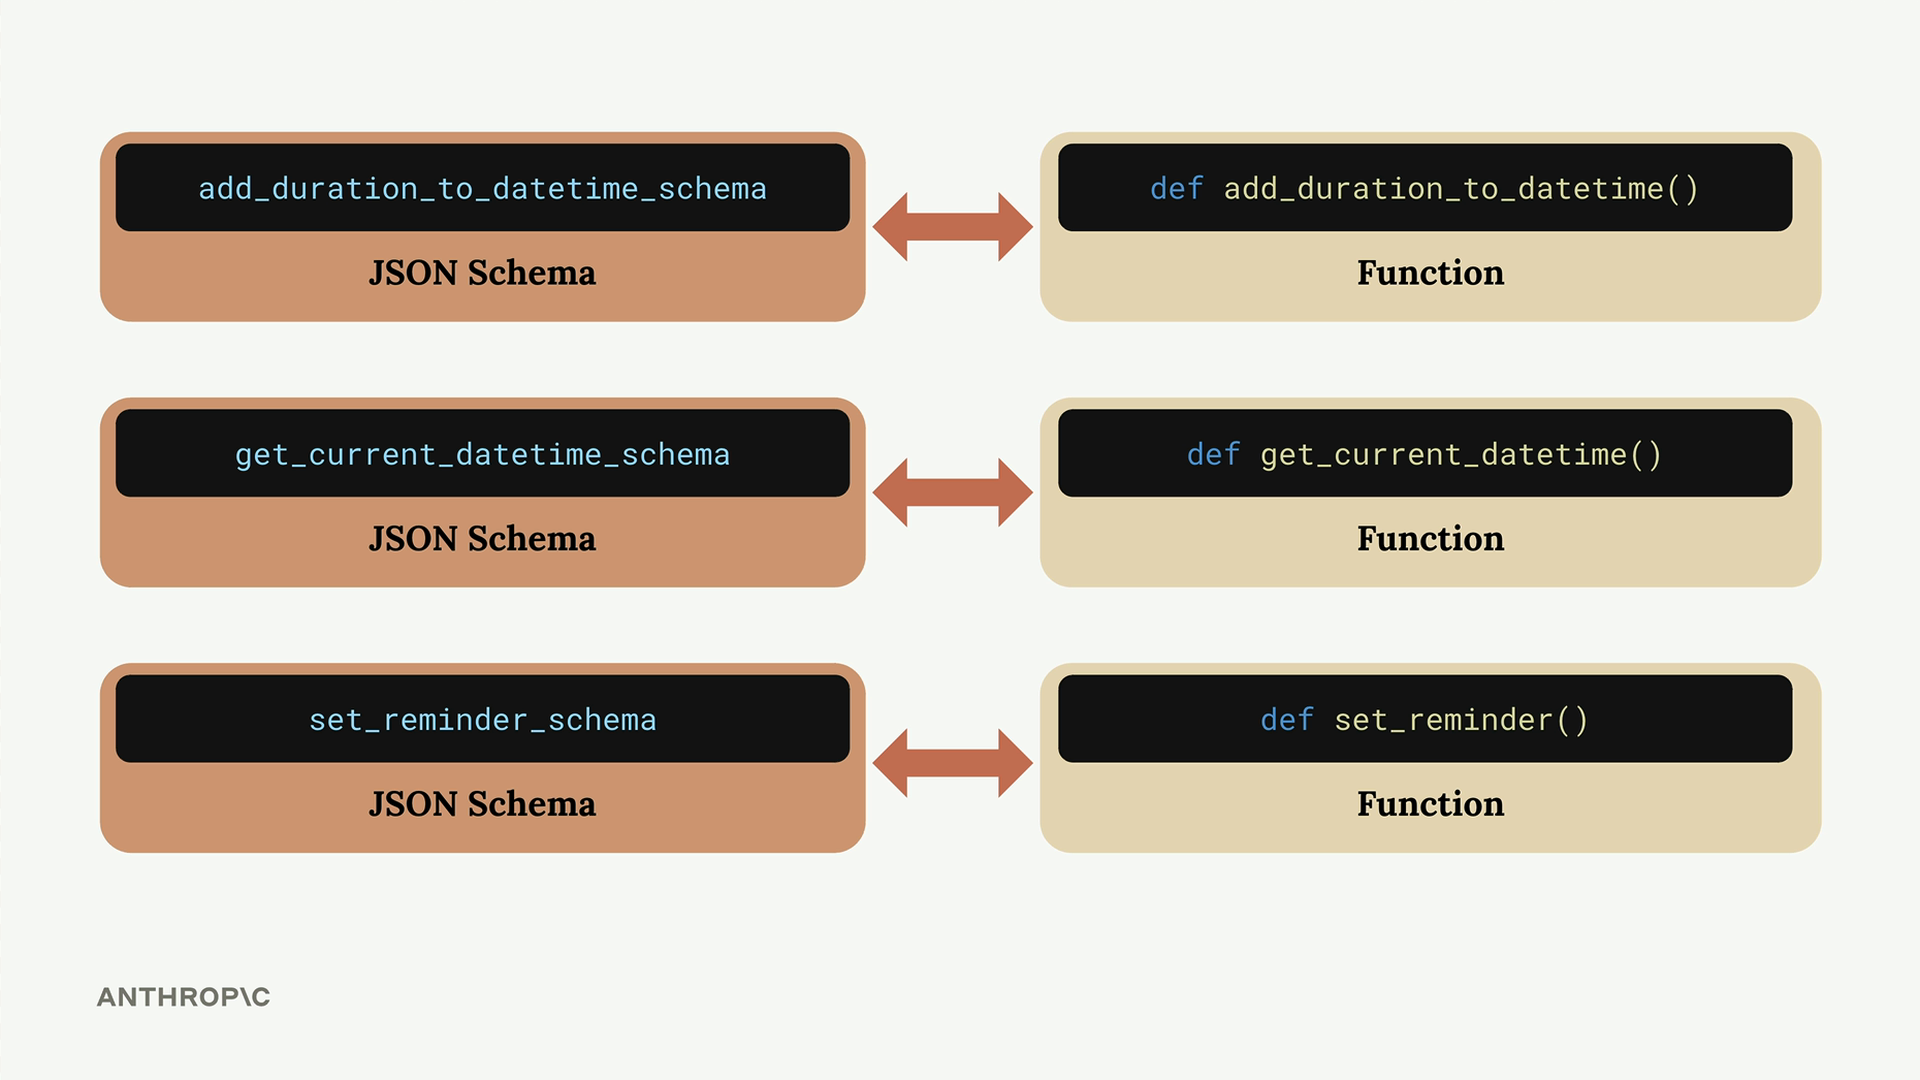 add_duration_to_datetime_schema
JSON Schema
def add_duration_to_datetime()
Function
get_current_datetime_schema
JSON Schema
def get_current_datetime()
Function
set_reminder_schema
JSON Schema
def set_reminder()
Function
ANTHROP\C